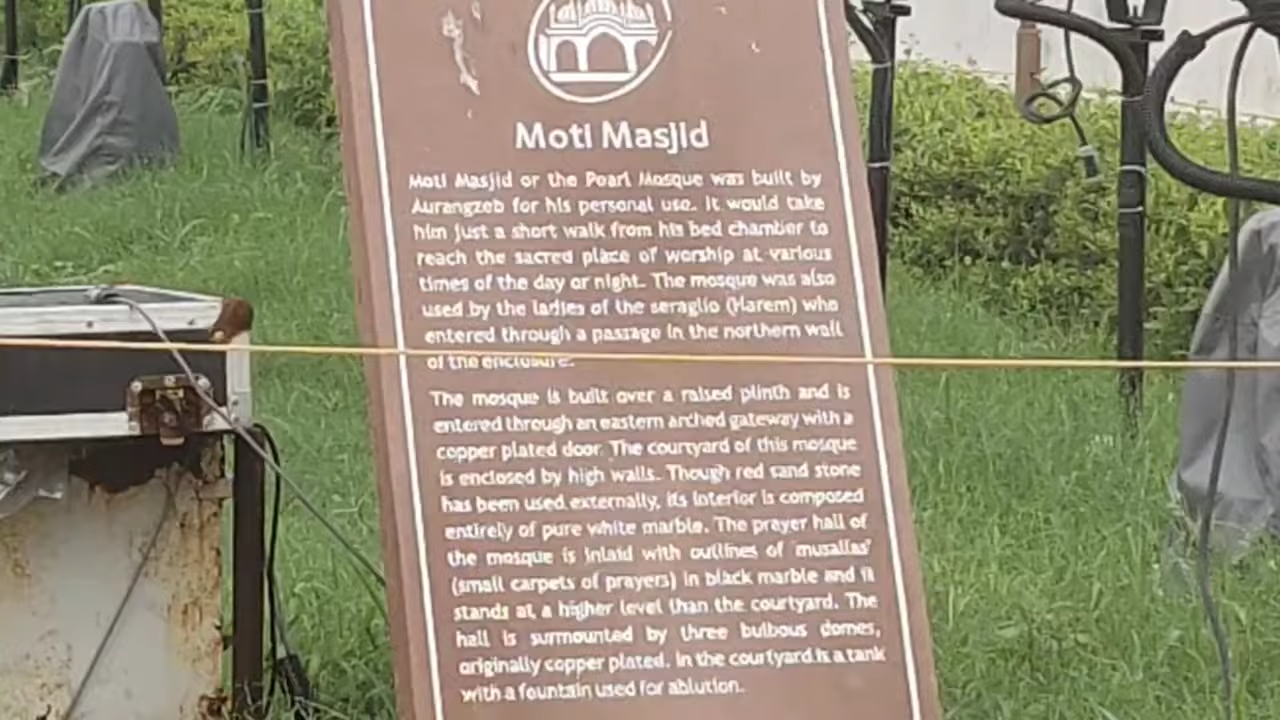 Moti Masjid
Moti Masjid or the Pearl Mosque was built by
Aurangzeb for his personal use. It would take
him just a short walk from his bed chamber to
reach the sacred place of worship at various
times of the day or night. The mosque was also
used by the ladies of the seraglio (Harem) who
entered through a passage in the northern wall
of the enclosure.
The mosque is built over a raised plinth and is
entered through an eastern arched gateway with a
copper plated door. The courtyard of this mosque
is enclosed by high walls. Though red sand stone
has been used externally, its interior is composed
entirely of pure white marble. The prayer hall of
the mosque is inlaid with outlines of 'musallas'
(small carpets of prayers) in black marble and it
stands at a higher level than the courtyard. The
hall is surmounted by three bulbous domes,
originally copper plated. In the courtyard is a tank
with a fountain used for ablution.